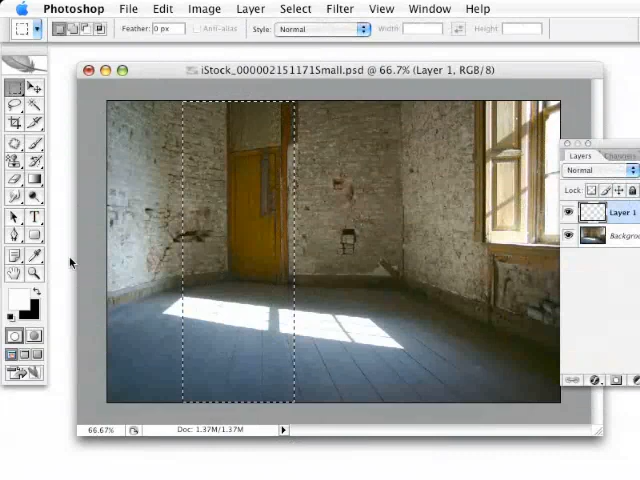 Photoshop File Edit Image Layer Select Filter View Window Help
Feather: 0 px Anti-alias Style: Normal Width: Height:
iStock_000002151171Small.psd @ 66.7% (Layer 1, RGB/8)
Layers Channels
Normal
Lock:
Layer 1
Backgrou
T
66.67% Doc: 1.37M/1.37M